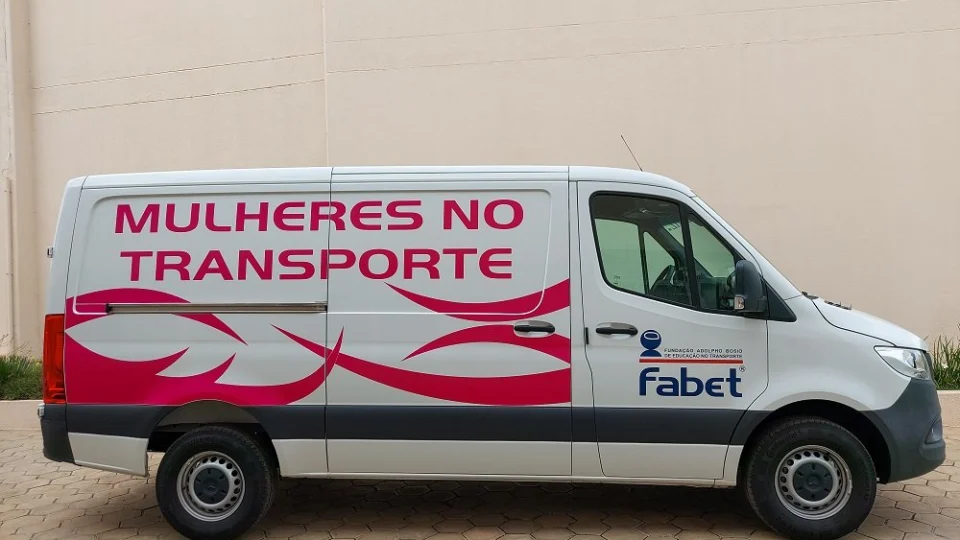 MULHERES NO
TRANSPORTE
FUNDAÇÃO ADOLPHO BOSIO
DE EDUCAÇÃO NO TRANSPORTE
fabet®